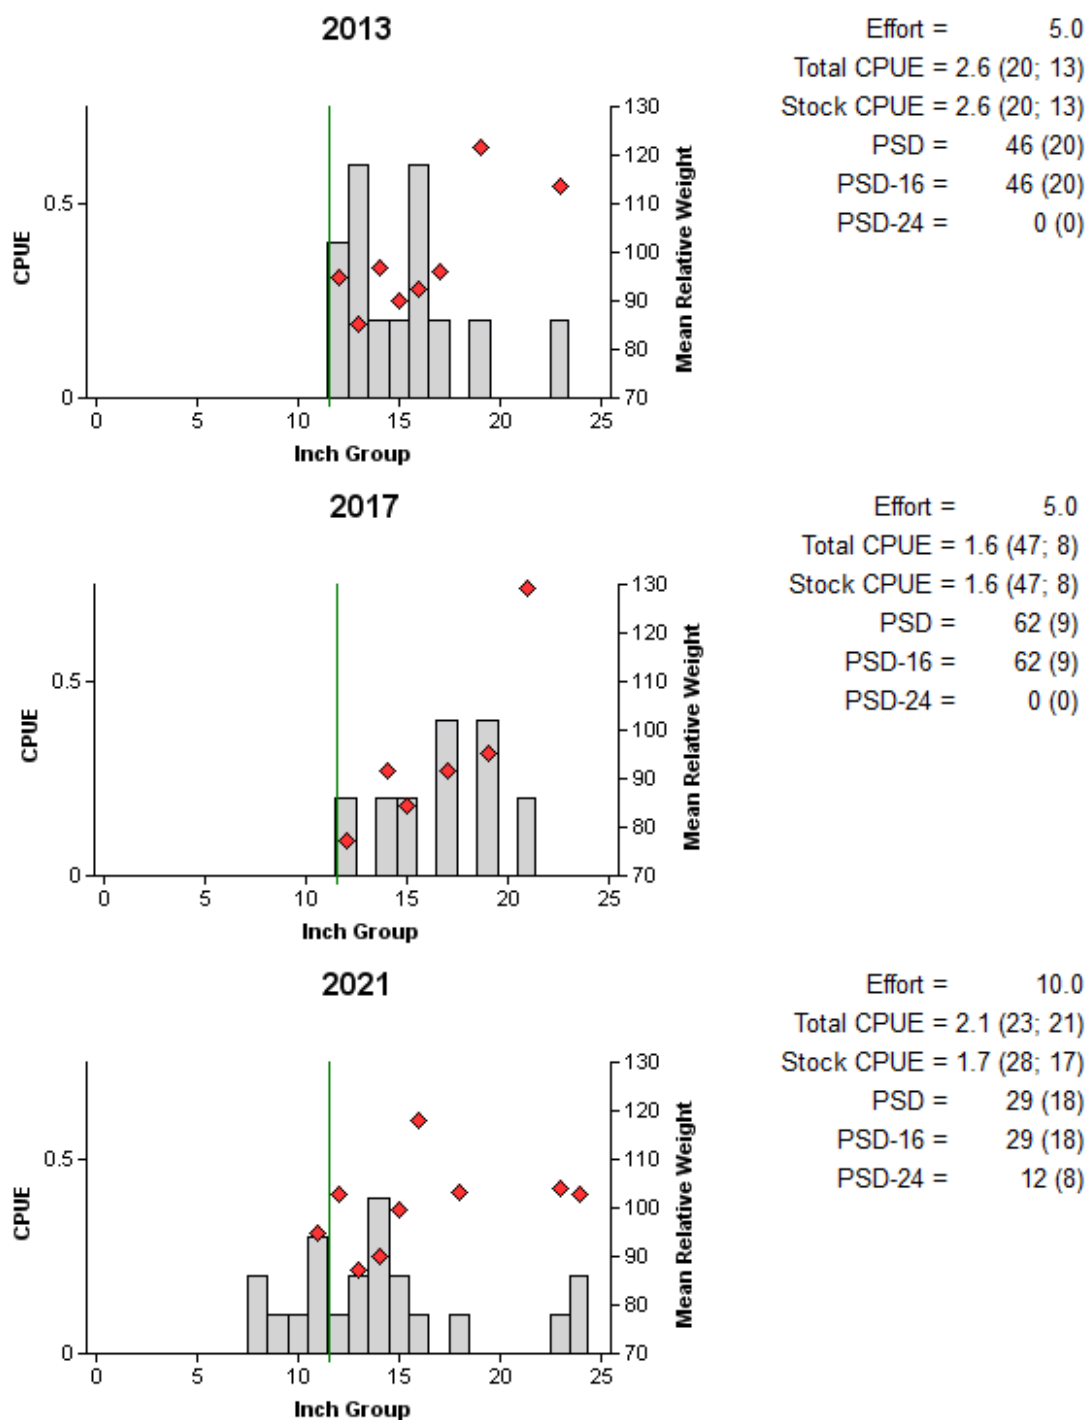 2013
Effort = 5.0
Total CPUE = 2.6 (20; 13)
Stock CPUE = 2.6 (20; 13)
PSD = 46 (20)
PSD-16 = 46 (20)
PSD-24 = 0 (0)
CPUE
0.5
0
130
120
110
100
90
80
70
Mean Relative Weight
0 5 10 15 20 25
Inch Group
2017
Effort = 5.0
Total CPUE = 1.6 (47; 8)
Stock CPUE = 1.6 (47; 8)
PSD = 62 (9)
PSD-16 = 62 (9)
PSD-24 = 0 (0)
CPUE
0.5
0
130
120
110
100
90
80
70
Mean Relative Weight
0 5 10 15 20 25
Inch Group
2021
Effort = 10.0
Total CPUE = 2.1 (23; 21)
Stock CPUE = 1.7 (28; 17)
PSD = 29 (18)
PSD-16 = 29 (18)
PSD-24 = 12 (8)
CPUE
0.5
0
130
120
110
100
90
80
70
Mean Relative Weight
0 5 10 15 20 25
Inch Group